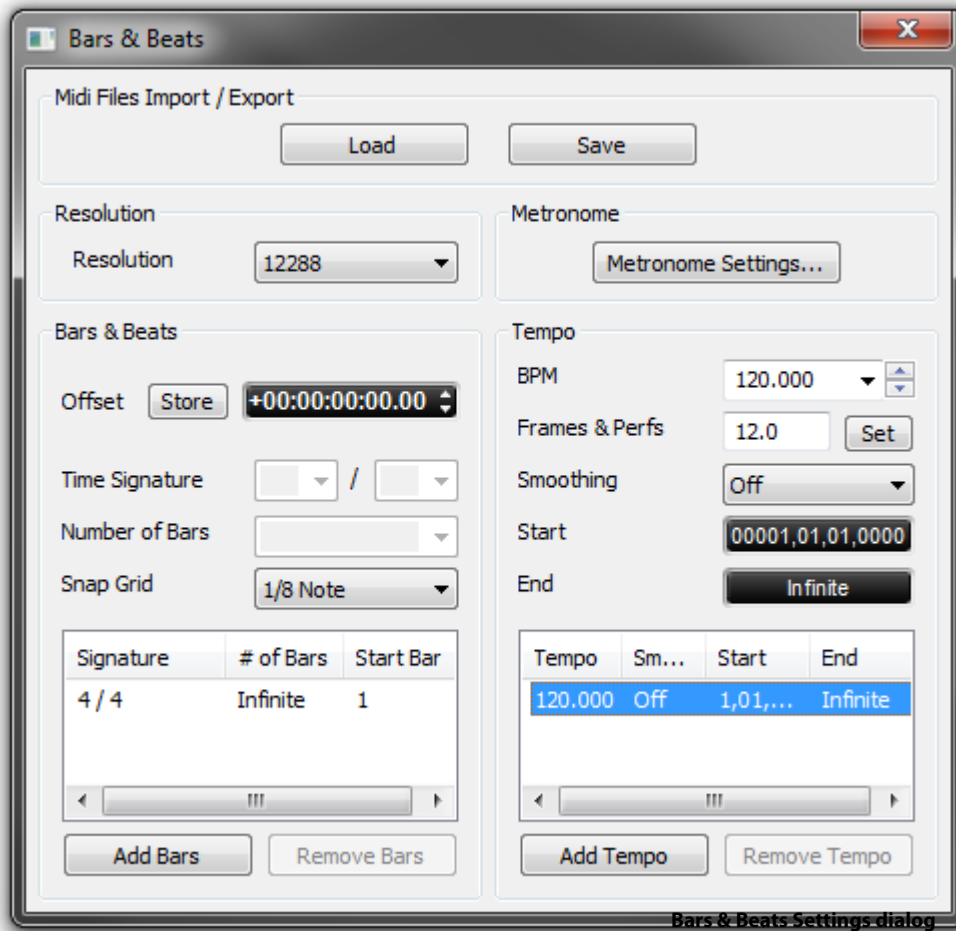 Bars & Beats
Midi Files Import / Export
Load
Save
Resolution
Resolution
12288
Metronome
Metronome Settings...
Bars & Beats
Offset
Store
+00:00:00:00.00
Time Signature
/
Number of Bars
Snap Grid
1/8 Note
Signature # of Bars Start Bar
4 / 4 Infinite 1
Add Bars
Remove Bars
Tempo
BPM
120.000
Frames & Perfs
12.0
Set
Smoothing
Off
Start
00001,01,01,0000
End
Infinite
Tempo Sm... Start End
120.000 Off 1,01,... Infinite
Add Tempo
Remove Tempo
Bars & Beats Settings dialog